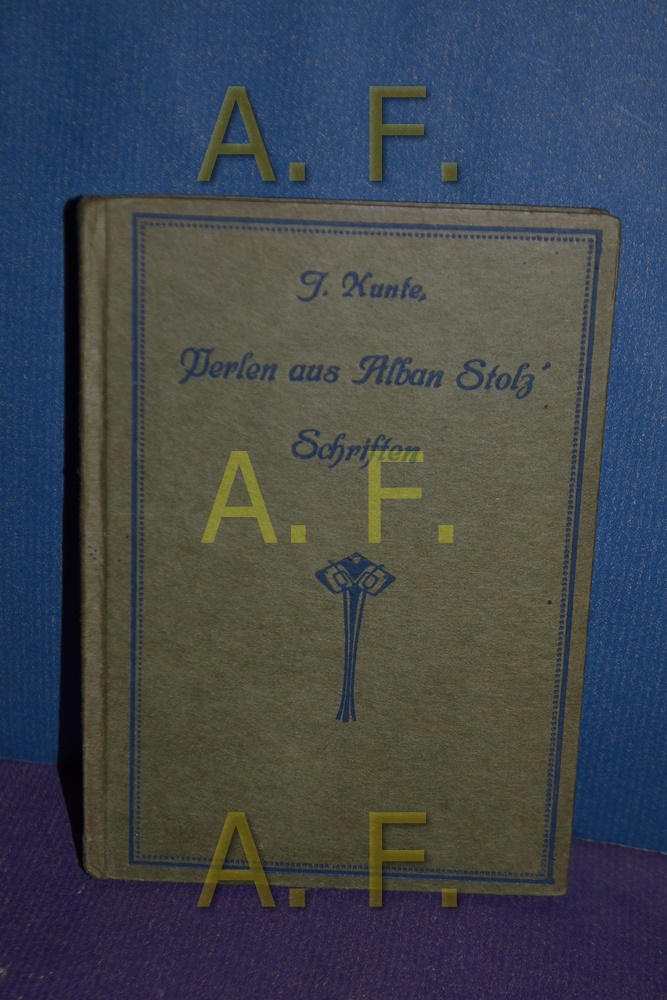 A. F.
J. Kunte,
Perlen aus Alban Stolz'
Schriften
A. F.
A. F.